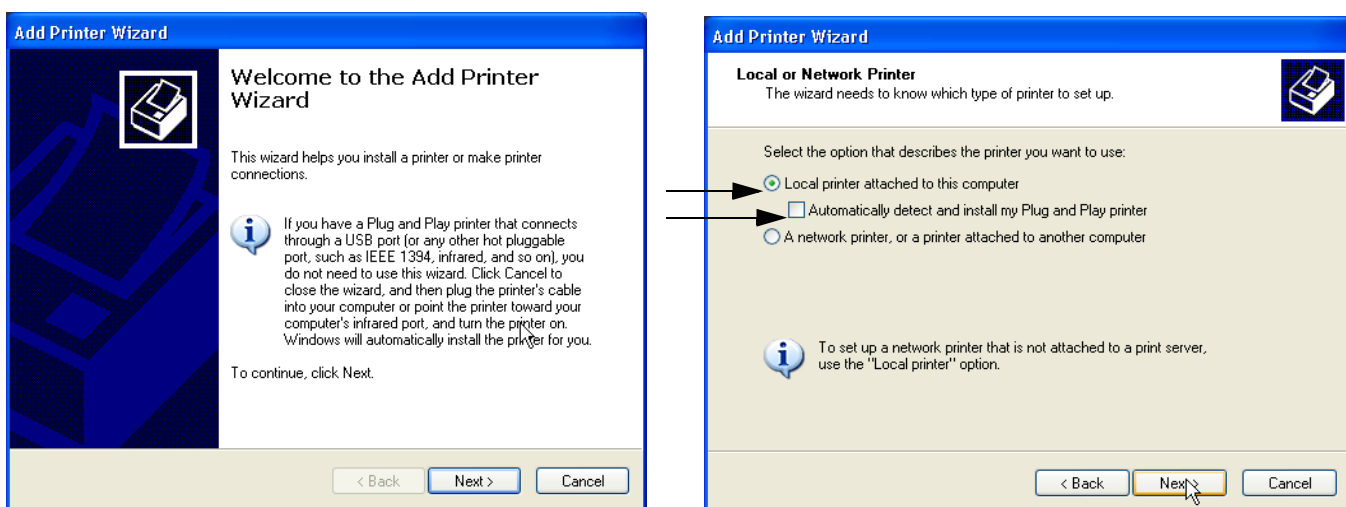 Add Printer Wizard
Welcome to the Add Printer
Wizard
This wizard helps you install a printer or make printer
connections.
If you have a Plug and Play printer that connects
through a USB port (or any other hot pluggable
port, such as IEEE 1394, infrared, and so on), you
do not need to use this wizard. Click Cancel to
close the wizard, and then plug the printer's cable
into your computer or point the printer toward your
computer's infrared port, and turn the printer on.
Windows will automatically install the printer for you.
To continue, click Next.
< Back
Next >
Cancel
Add Printer Wizard
Local or Network Printer
The wizard needs to know which type of printer to set up.
Select the option that describes the printer you want to use:
Local printer attached to this computer
Automatically detect and install my Plug and Play printer
A network printer, or a printer attached to another computer
To set up a network printer that is not attached to a print server,
use the "Local printer" option.
< Back
Next >
Cancel